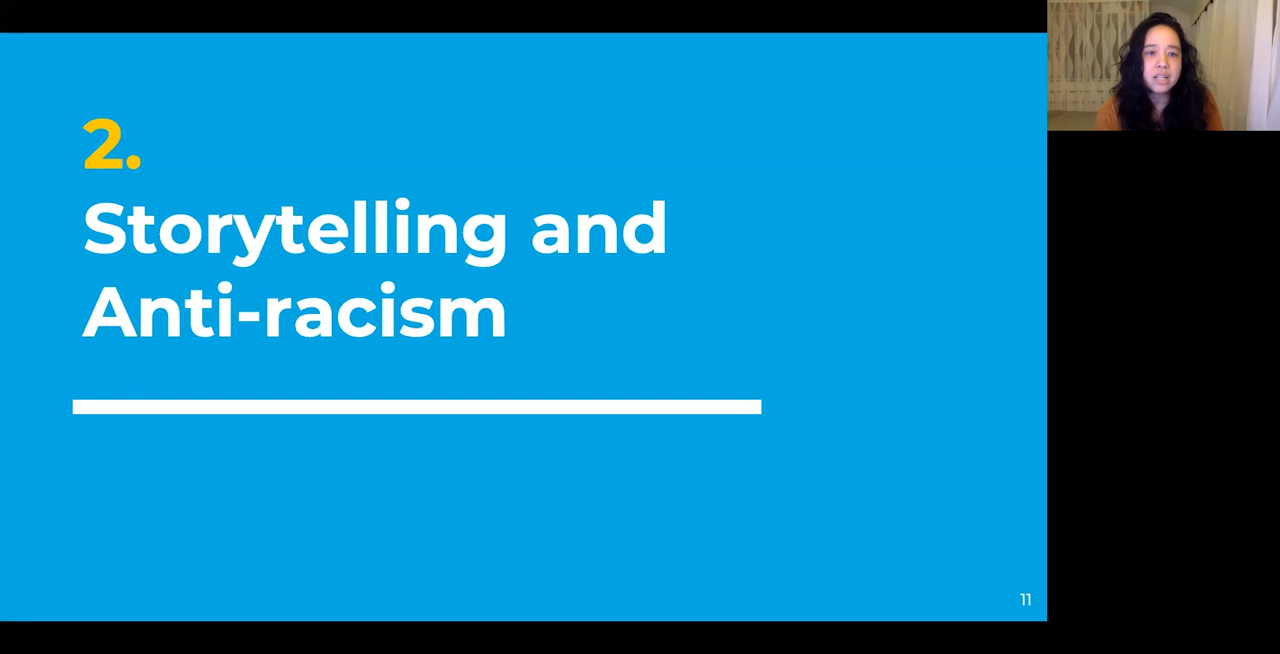 2.
Storytelling and
Anti-racism
11